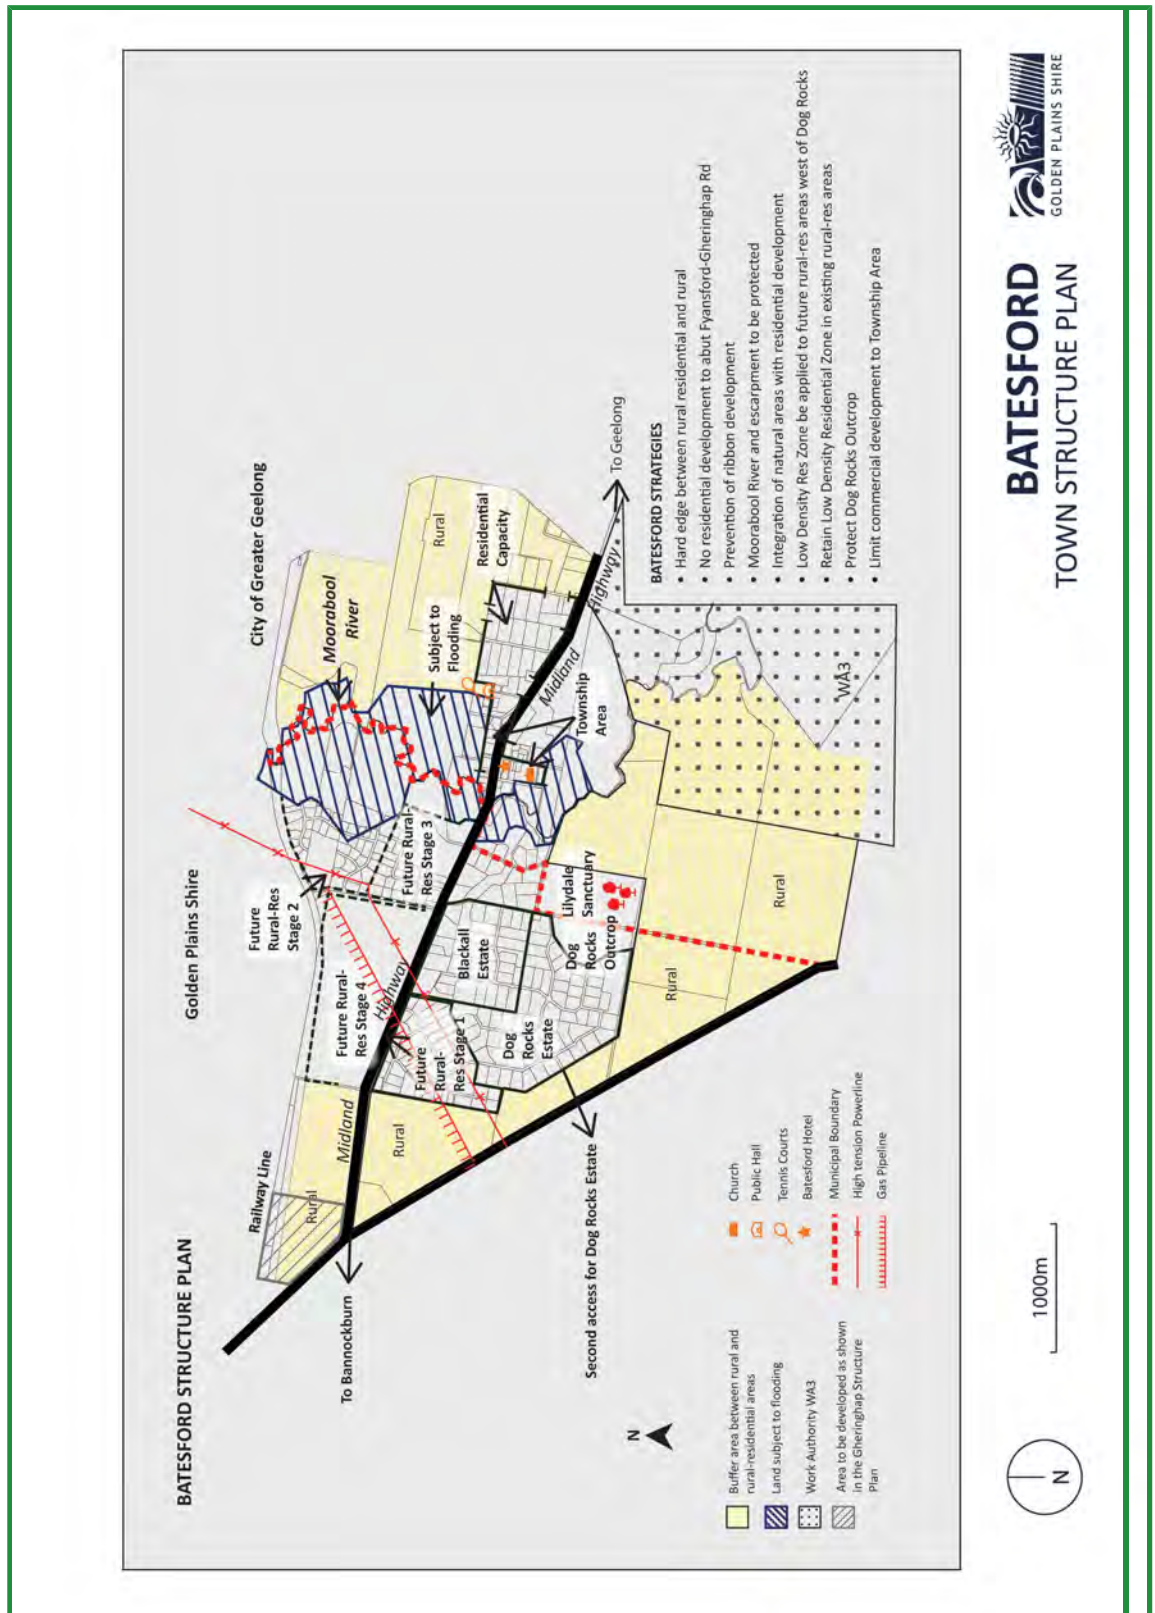 BATESFORD STRUCTURE PLAN
Golden Plains Shire
City of Greater Geelong
Railway Line
Rural
Midland
Highway
To Bannockburn
Future Rural-
Res Stage 4
Future
Rural-Res
Stage 2
Future Rural-
Res Stage 3
Moorabool
River
Subject to
Flooding
Rural
Residential
Capacity
Rural
Future
Rural-
Res Stage 1
Blackall
Estate
Dog
Rocks
Estate
Dog
Rocks
Outcrop
Lilydale
Sanctuary
Township
Area
Midland
Highway
To Geelong
Rural
Rural
WA3
Second access for Dog Rocks Estate
BATESFORD STRATEGIES
• Hard edge between rural residential and rural
• No residential development to abut Fyansford-Gheringhap Rd
• Prevention of ribbon development
• Moorabool River and escarpment to be protected
• Integration of natural areas with residential development
• Low Density Res Zone be applied to future rural-res areas west of Dog Rocks
• Retain Low Density Residential Zone in existing rural-res areas
• Protect Dog Rocks Outcrop
• Limit commercial development to Township Area
N
Buffer area between rural and
rural-residential areas
Land subject to flooding
Work Authority WA3
Area to be developed as shown
in the Gheringhap Structure
Plan
Church
Public Hall
Tennis Courts
Batesford Hotel
Municipal Boundary
High tension Powerline
Gas Pipeline
N
1000m
BATESFORD
TOWN STRUCTURE PLAN
GOLDEN PLAINS SHIRE